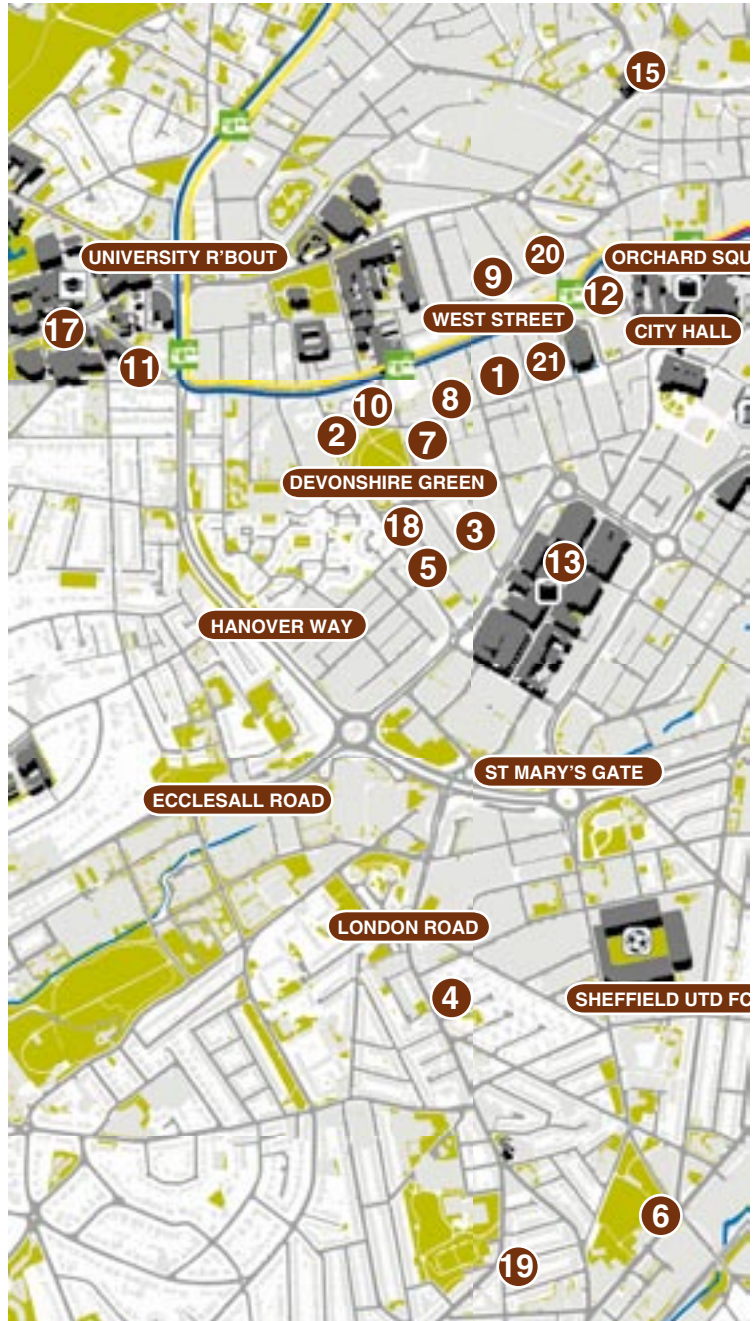 15
UNIVERSITY R'BOUT
20
ORCHARD SQU
9
12
WEST STREET
CITY HALL
17
11
1
21
8
10
2
7
DEVONSHIRE GREEN
18
3
5
13
HANOVER WAY
ST MARY'S GATE
ECCLESALL ROAD
LONDON ROAD
4
SHEFFIELD UTD FC
6
19